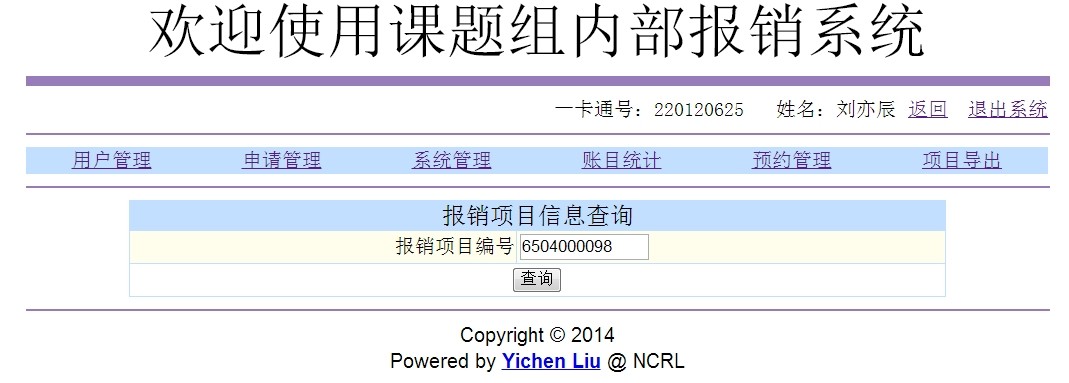 欢迎使用课题组内部报销系统
一卡通号：220120625 姓名：刘亦辰 返回 退出系统
用户管理 申请管理 系统管理 账目统计 预约管理 项目导出
报销项目信息查询
报销项目编号 6504000098
查询
Copyright © 2014
Powered by Yichen Liu @ NCRL